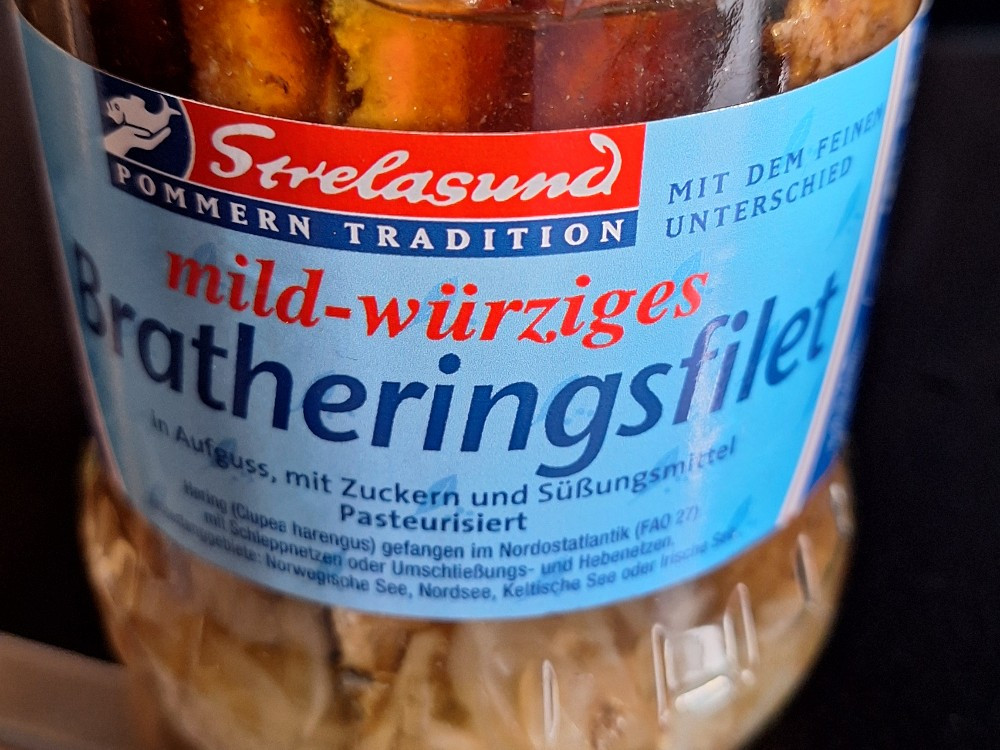 Strelasund
POMMERN TRADITION
MIT DEM FEINEN
UNTERSCHIED
mild-würziges
Bratheringsfilet
in Aufguss, mit Zuckern und Süßungsmittel
Pasteurisiert
Hering (Clupea harengus) gefangen im Nordostatlantik (FAO 27)
mit Schleppnetzen oder Umschließungs- und Hebenetzen.
Norwegische See, Nordsee, Keltische See oder Irische See.